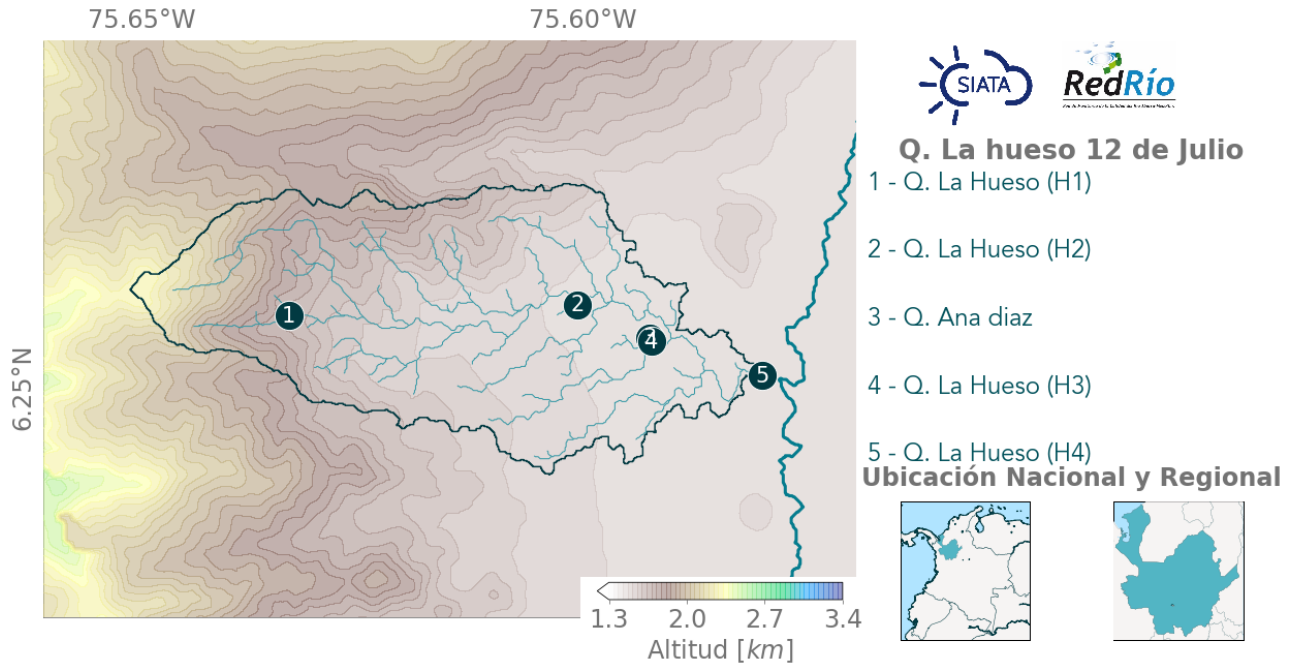 75.65°W 75.60°W
6.25°N
1
2
4
5
1.3 2.0 2.7 3.4
Altitud [km]
SIATA
RedRío
Q. La hueso 12 de Julio
1 - Q. La Hueso (H1)
2 - Q. La Hueso (H2)
3 - Q. Ana diaz
4 - Q. La Hueso (H3)
5 - Q. La Hueso (H4)
Ubicación Nacional y Regional